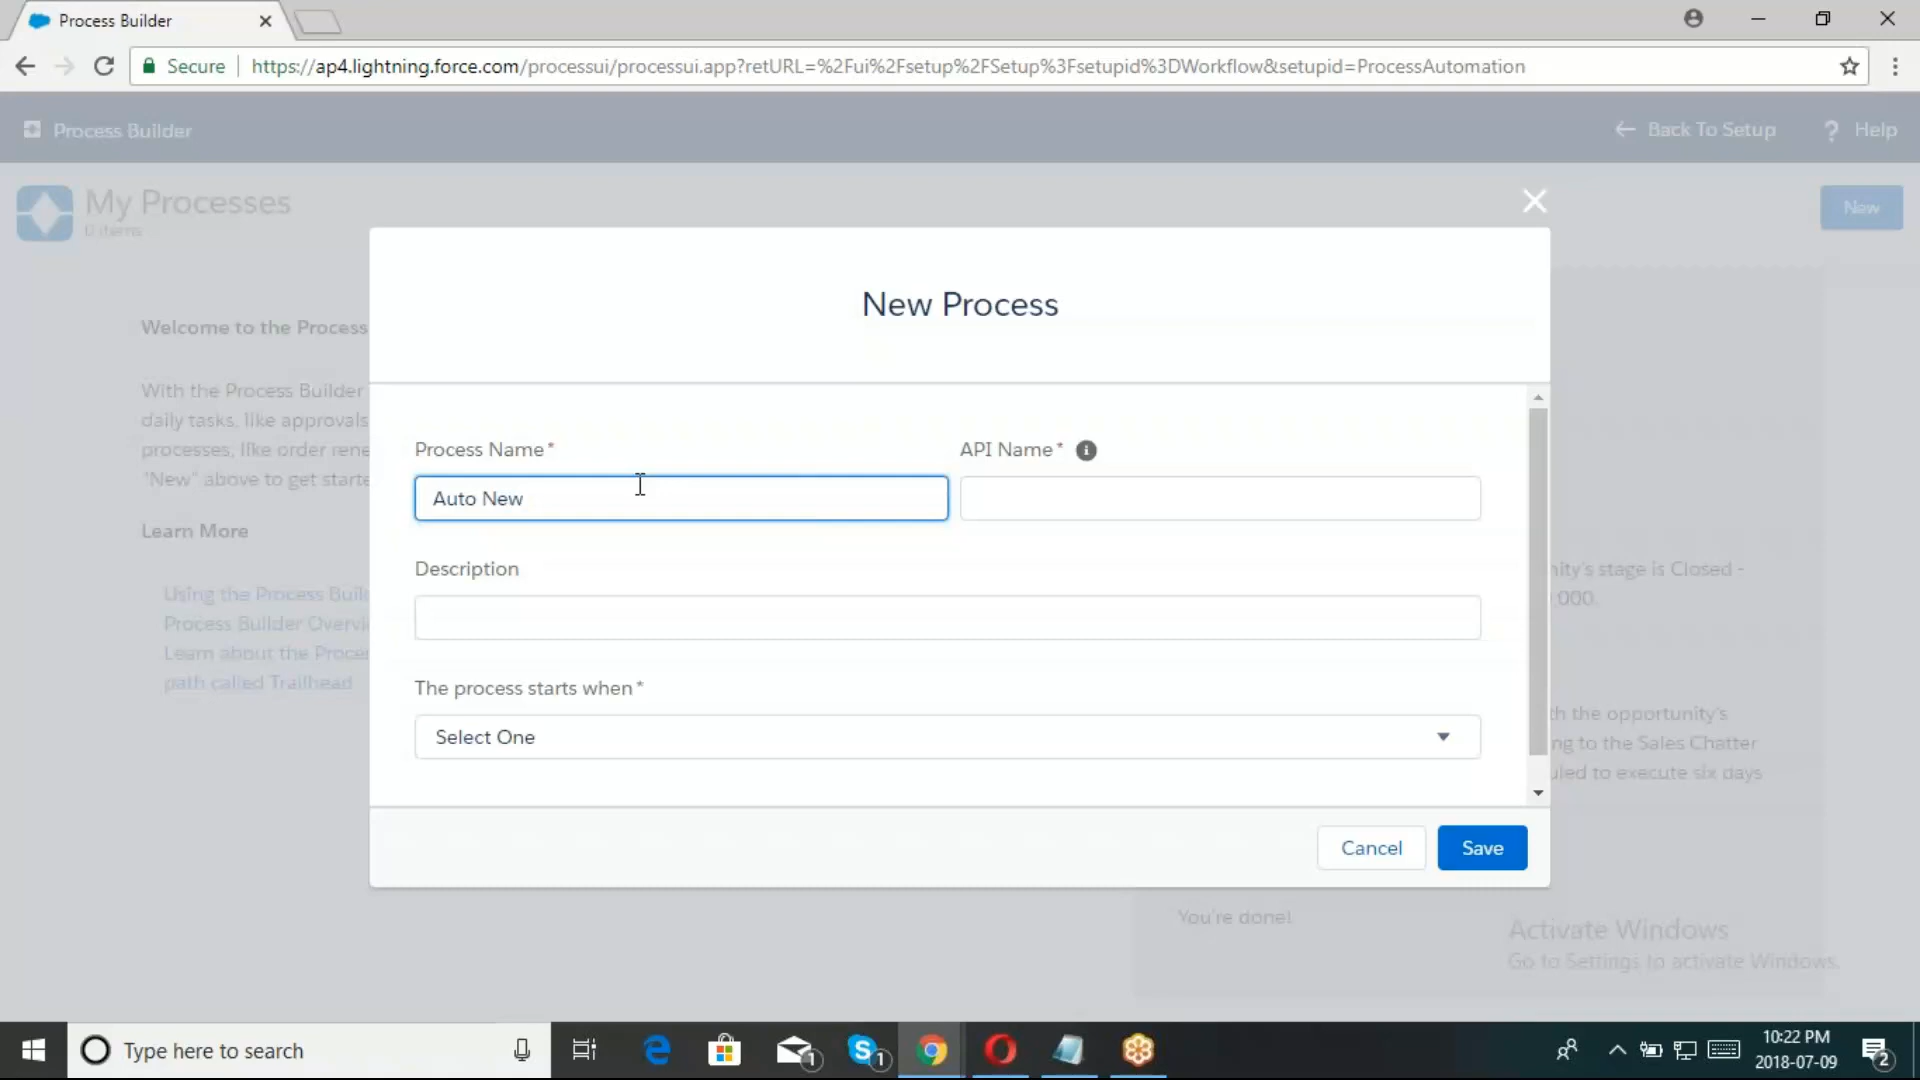 Process Builder
Secure
https://ap4.lightning.force.com/processui/processui.app?retURL=%2Fui%2Fsetup%2FSetup%3Fsetupid%3DWorkflow&setupid=ProcessAutomation
Process Builder
Back To Setup
? Help
My Processes
0 items
New
New Process
Welcome to the Process
With the Process Builder
daily tasks, like approvals
processes, like order rene
"New" above to get starte
Learn More
Using the Process Build
Process Builder Overvi
Learn about the Proce
path called Trailhead
Process Name*
API Name*
Auto New
Description
The process starts when*
Select One
nity's stage is Closed -
000.
th the opportunity's
ng to the Sales Chatter
uled to execute six days
Cancel
Save
You're done!
Activate Windows
Go to Settings to activate Windows.
Type here to search
1
1
10:22 PM
2018-07-09
2